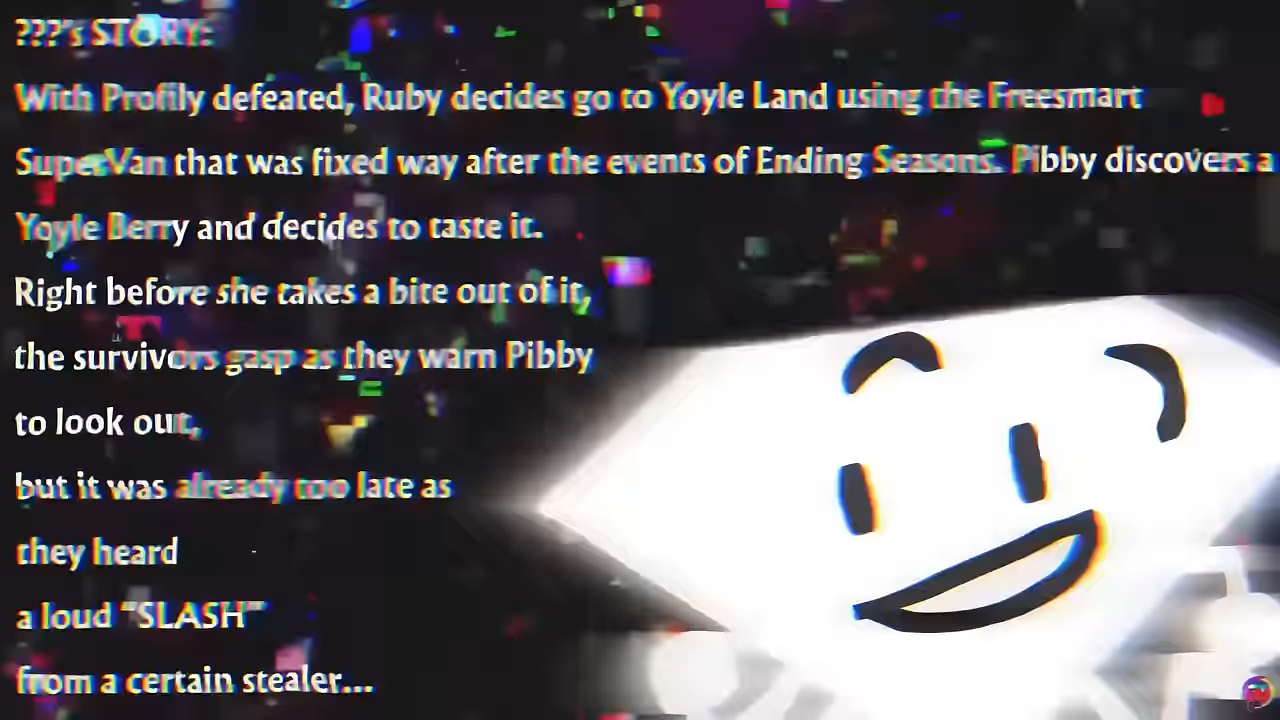 ???'s STORY:
With Profily defeated, Ruby decides go to Yoyle Land using the Freesmart
SuperVan that was fixed way after the events of Ending Seasons. Pibby discovers a
Yoyle Berry and decides to taste it.
Right before she takes a bite out of it,
the survivors gasp as they warn Pibby
to look out,
but it was already too late as
they heard
a loud "SLASH"
from a certain stealer...